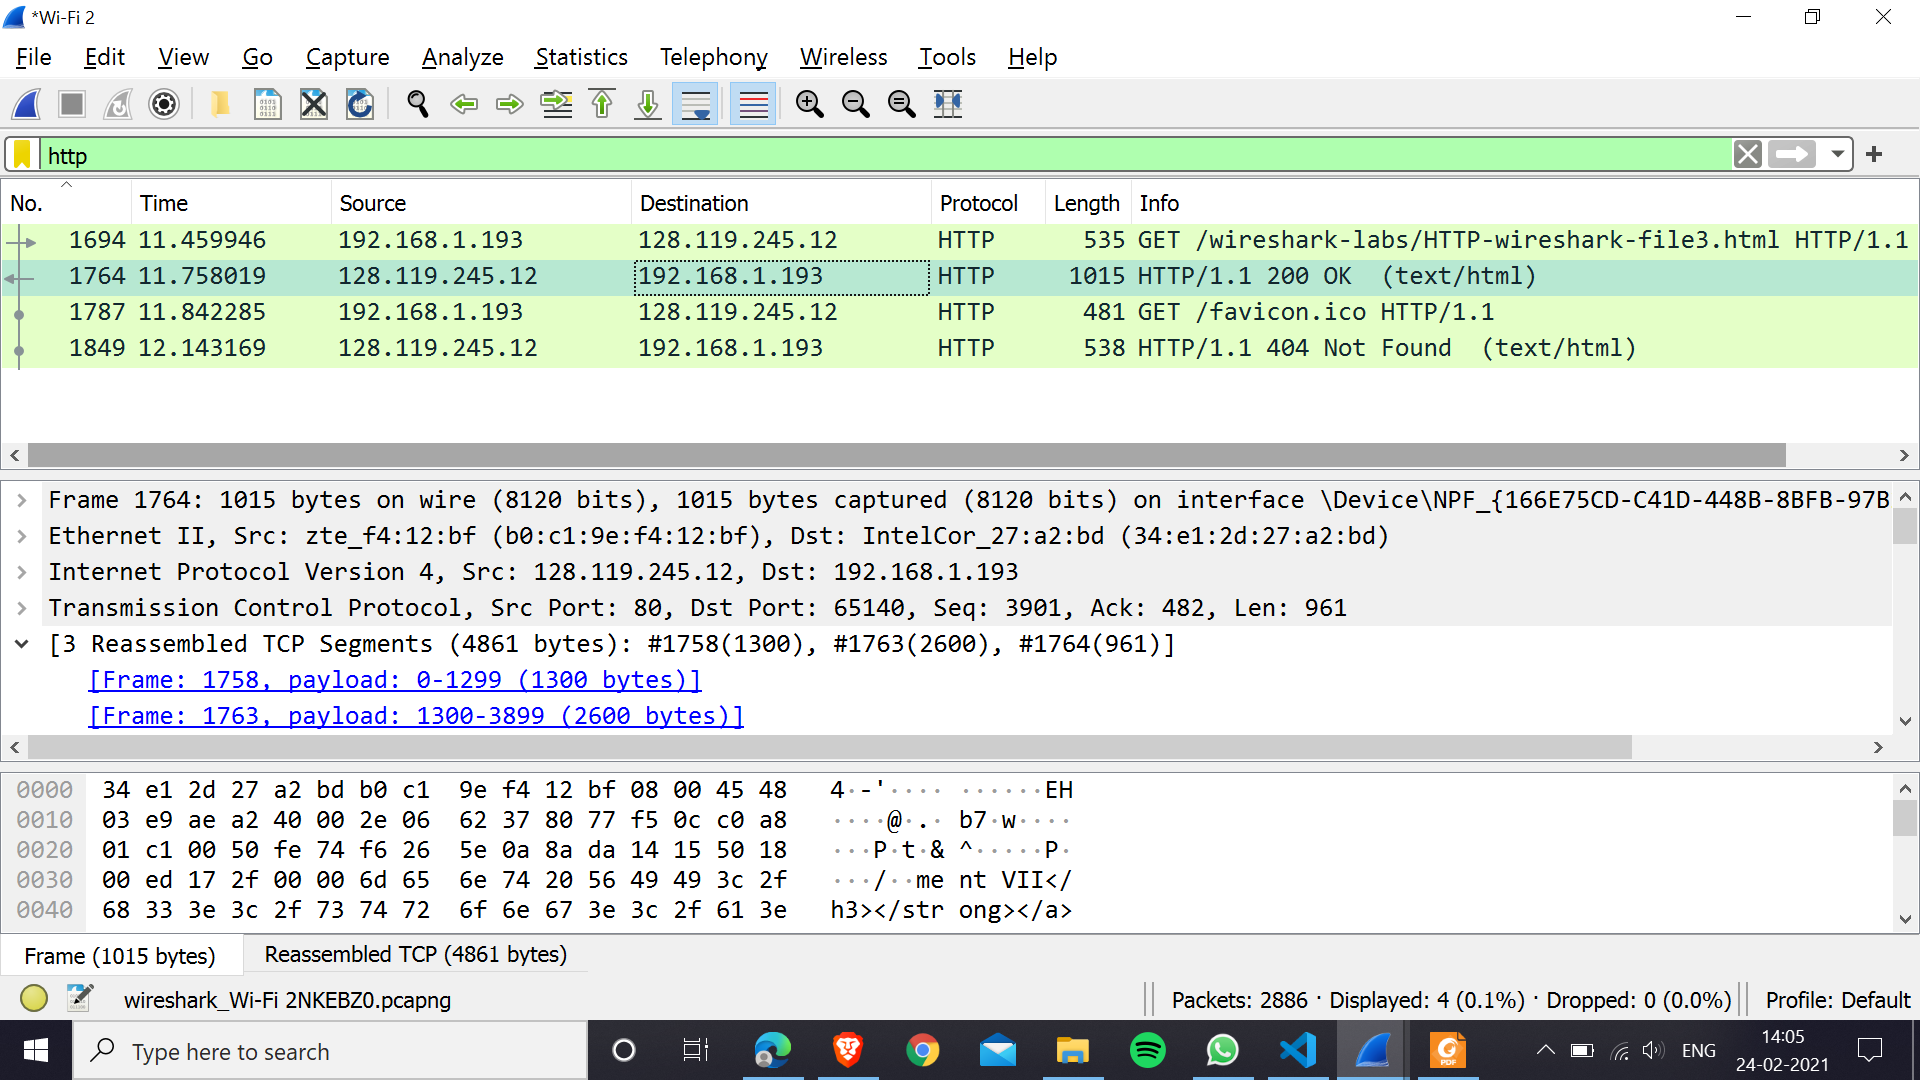 *Wi-Fi 2
File Edit View Go Capture Analyze Statistics Telephony Wireless Tools Help
http
No. Time Source Destination Protocol Length Info
1694 11.459946 192.168.1.193 128.119.245.12 HTTP 535 GET /wireshark-labs/HTTP-wireshark-file3.html HTTP/1.1
1764 11.758019 128.119.245.12 192.168.1.193 HTTP 1015 HTTP/1.1 200 OK (text/html)
1787 11.842285 192.168.1.193 128.119.245.12 HTTP 481 GET /favicon.ico HTTP/1.1
1849 12.143169 128.119.245.12 192.168.1.193 HTTP 538 HTTP/1.1 404 Not Found (text/html)
Frame 1764: 1015 bytes on wire (8120 bits), 1015 bytes captured (8120 bits) on interface \Device\NPF_{166E75CD-C41D-448B-8BFB-97B
Ethernet II, Src: zte_f4:12:bf (b0:c1:9e:f4:12:bf), Dst: IntelCor_27:a2:bd (34:e1:2d:27:a2:bd)
Internet Protocol Version 4, Src: 128.119.245.12, Dst: 192.168.1.193
Transmission Control Protocol, Src Port: 80, Dst Port: 65140, Seq: 3901, Ack: 482, Len: 961
[3 Reassembled TCP Segments (4861 bytes): #1758(1300), #1763(2600), #1764(961)]
[Frame: 1758, payload: 0-1299 (1300 bytes)]
[Frame: 1763, payload: 1300-3899 (2600 bytes)]
0000 34 e1 2d 27 a2 bd b0 c1 9e f4 12 bf 08 00 45 48 4·-'···· ······EH
0010 03 e9 ae a2 40 00 2e 06 62 37 80 77 f5 0c c0 a8 ····@·.· b7·w····
0020 01 c1 00 50 fe 74 f6 26 5e 0a 8a da 14 15 50 18 ···P·t·& ^·····P·
0030 00 ed 17 2f 00 00 6d 65 6e 74 20 56 49 49 3c 2f ···/··me nt VII</
0040 68 33 3e 3c 2f 73 74 72 6f 6e 67 3e 3c 2f 61 3e h3></str ong></a>
Frame (1015 bytes) Reassembled TCP (4861 bytes)
wireshark_Wi-Fi 2NKEBZ0.pcapng Packets: 2886 · Displayed: 4 (0.1%) · Dropped: 0 (0.0%) Profile: Default
Type here to search PDF ENG 14:05
24-02-2021